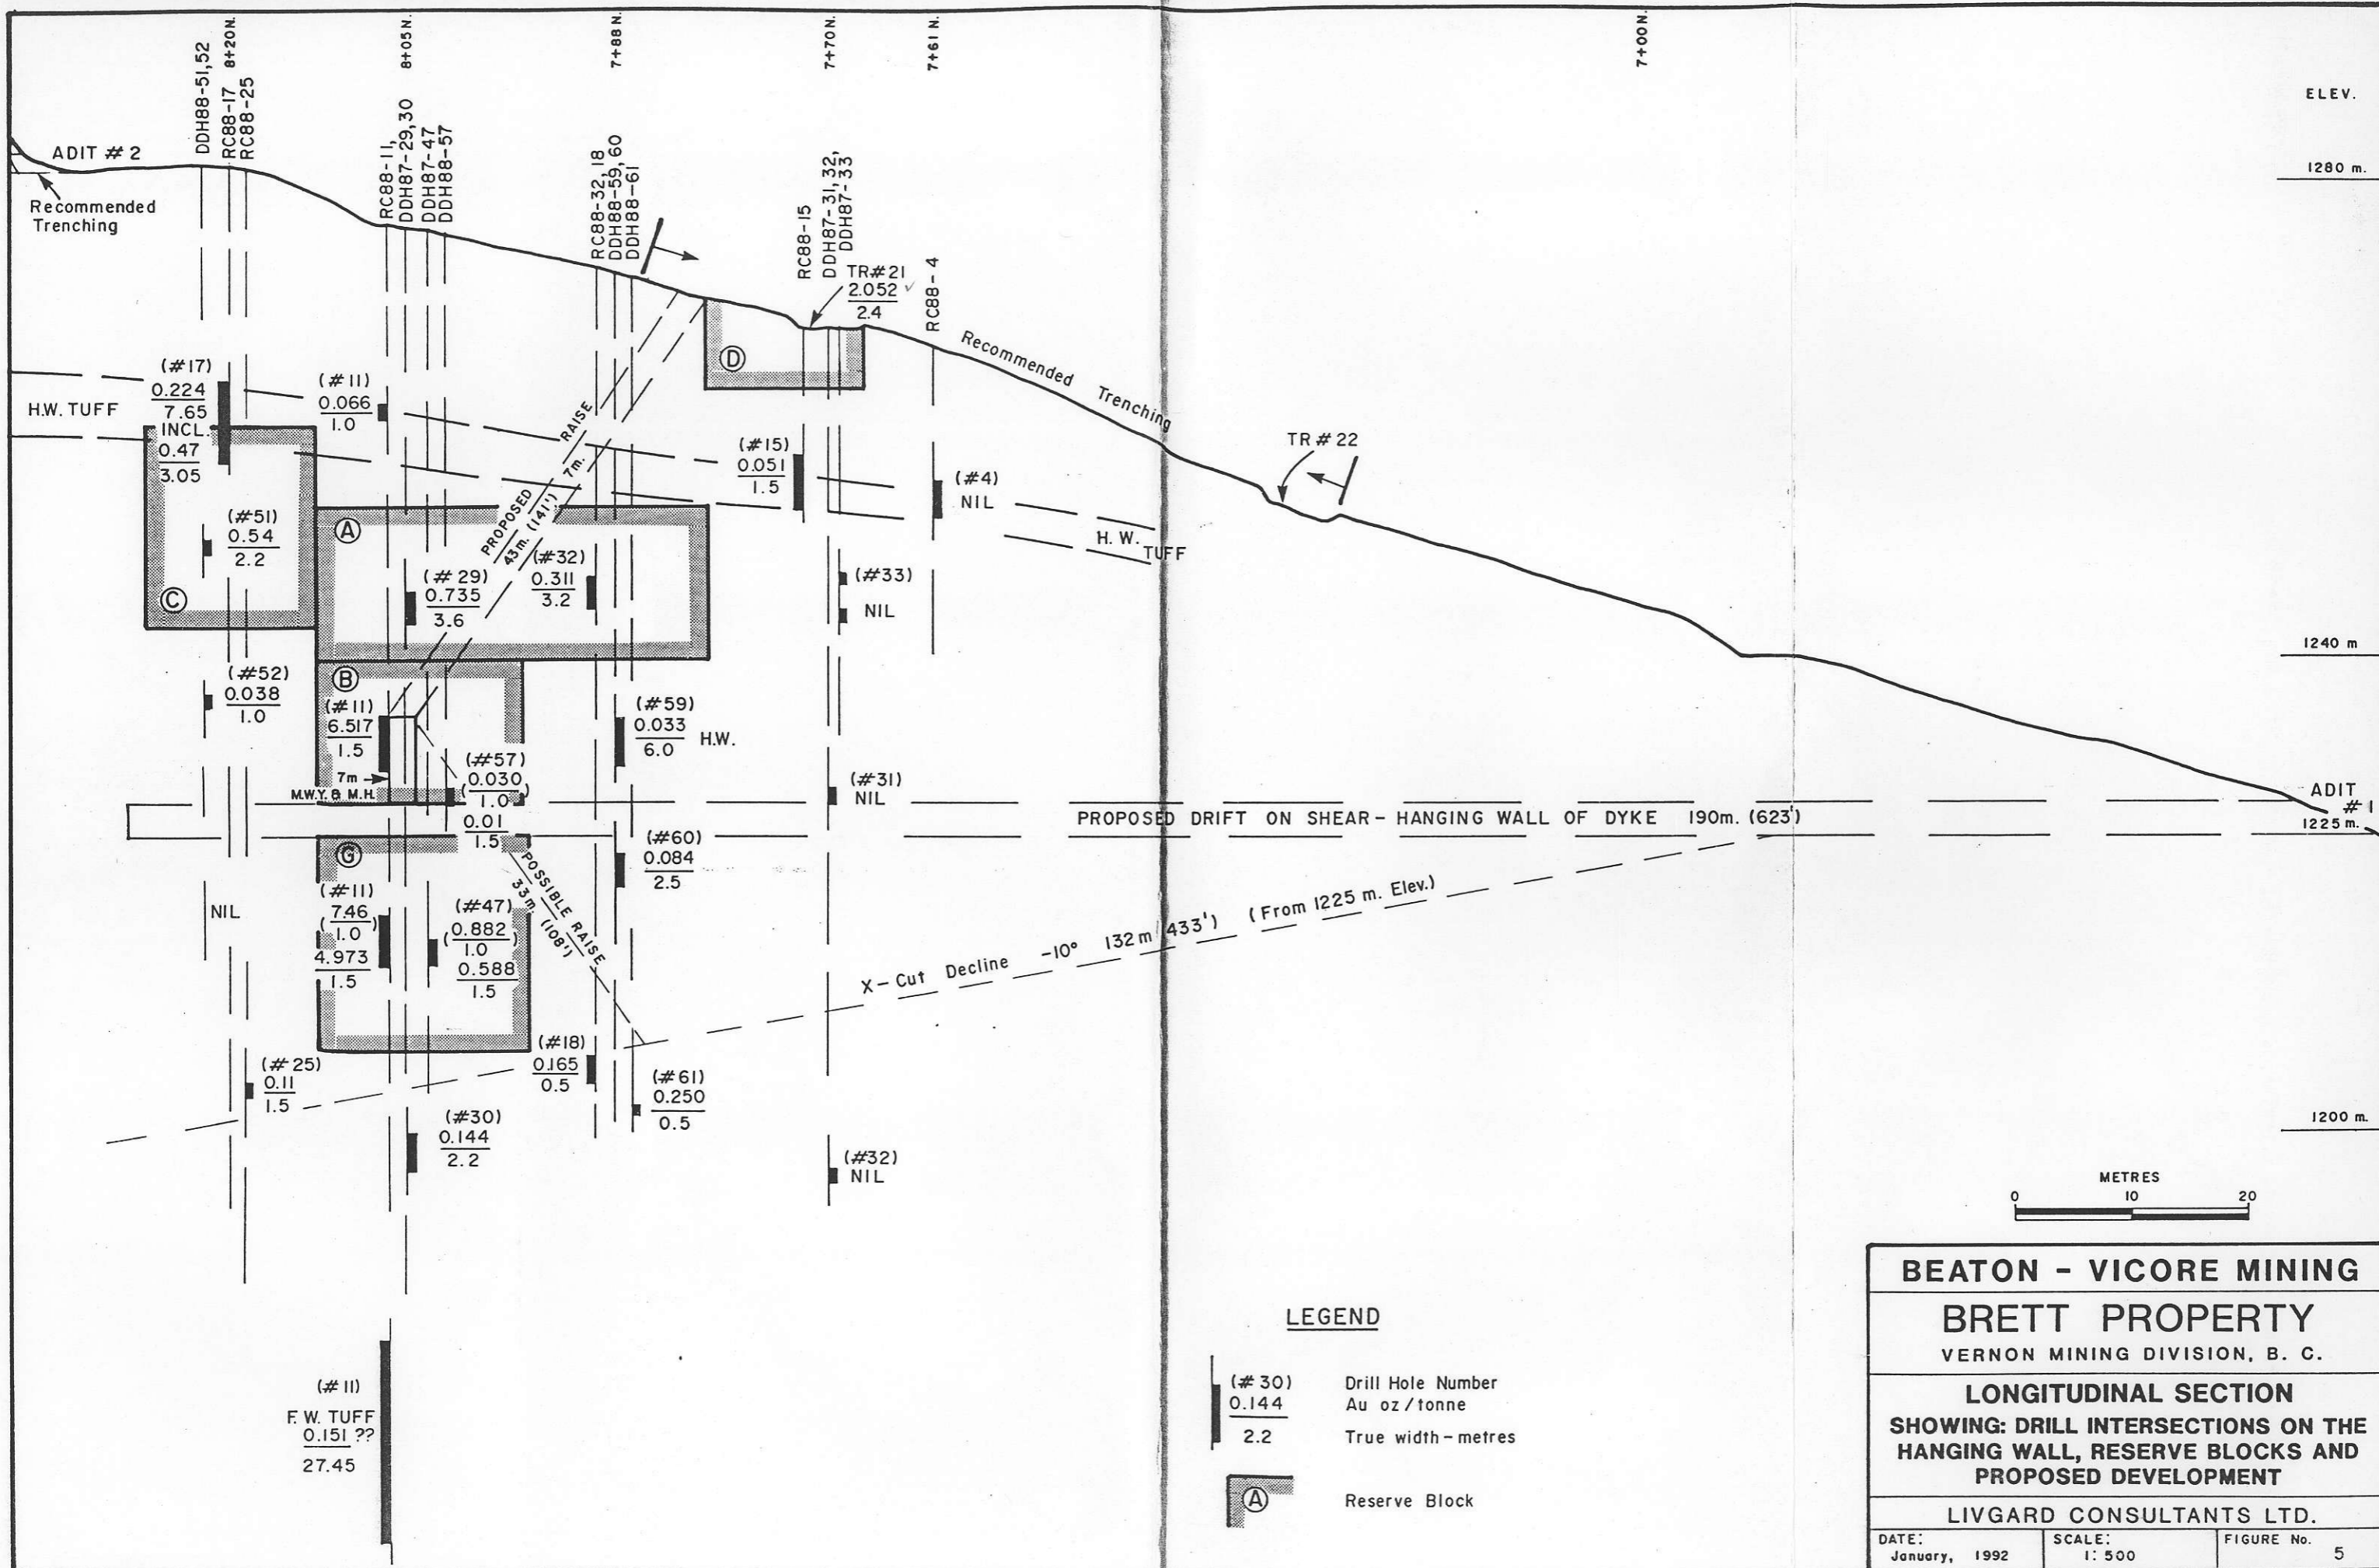 8+20N.
8+05N.
7+88 N.
7+70N.
7+61 N.
7+00N.
ELEV.
DDH88-51,52
RC88-17
RC88-25
RC88-11,
DDH87-29,30
DDH87-47
DDH88-57
RC88-32, 18
DDH88-59, 60
DDH88-61
RC88-15
DDH87-31,32,
DDH87-33
RC88-4
ADIT #2
Recommended
Trenching
1280 m.
TR#21
2.052
2.4
D
Recommended Trenching
TR # 22
H.W. TUFF
(#17)
0.224
7.65
INCL.
0.47
3.05
(#11)
0.066
1.0
PROPOSED RAISE
43m. (141') 7m.
(#15)
0.051
1.5
(#4)
NIL
H. W.
TUFF
(#51)
0.54
2.2
C
A
(# 29)
0.735
3.6
(#32)
0.311
3.2
(#33)
NIL
1240 m
(#52)
0.038
1.0
B
(#11)
6.517
1.5
7m
M.W.Y. & M.H.
(#57)
(0.030)
1.0
0.01
1.5
(#59)
0.033
6.0
H.W.
(#31)
NIL
PROPOSED DRIFT ON SHEAR - HANGING WALL OF DYKE 190m. (623')
ADIT
#1
1225 m.
G
(#60)
0.084
2.5
POSSIBLE RAISE
33m. (108')
NIL
(#11)
(7.46)
1.0
4.973
1.5
(#47)
(0.882)
1.0
0.588
1.5
X-Cut Decline -10° 132m (433') (From 1225 m. Elev.)
(#25)
0.11
1.5
(#18)
0.165
0.5
(#61)
0.250
0.5
(#30)
0.144
2.2
(#32)
NIL
1200 m.
METRES
0 10 20
(# 11)
F. W. TUFF
0.151 ??
27.45
LEGEND
(# 30) Drill Hole Number
0.144 Au oz/tonne
2.2 True width-metres
A Reserve Block
BEATON - VICORE MINING
BRETT PROPERTY
VERNON MINING DIVISION, B. C.
LONGITUDINAL SECTION
SHOWING: DRILL INTERSECTIONS ON THE
HANGING WALL, RESERVE BLOCKS AND
PROPOSED DEVELOPMENT
LIVGARD CONSULTANTS LTD.
DATE: SCALE: FIGURE No.
January, 1992 1:500 5